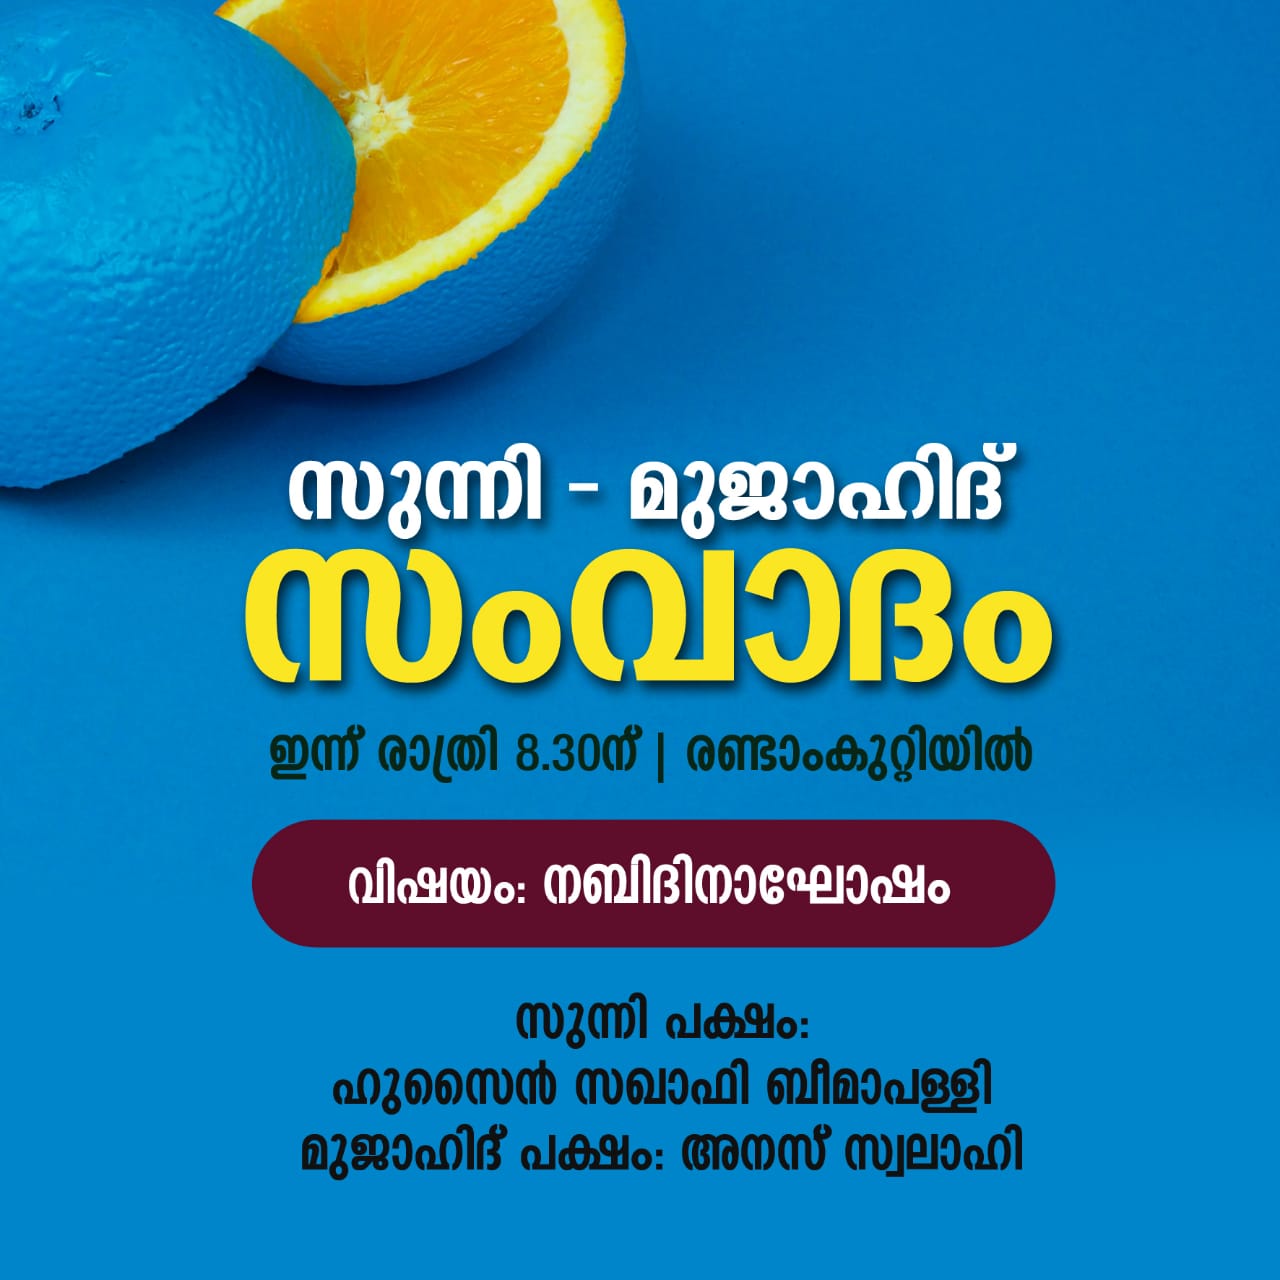 സുന്നി - മുജാഹിദ്
സംവാദം
ഇന്ന് രാത്രി 8.30ന് | രണ്ടാംകുറ്റിയിൽ
വിഷയം: നബിദിനാഘോഷം
സുന്നി പക്ഷം:
ഹുസൈൻ സഖാഫി ബീമാപള്ളി
മുജാഹിദ് പക്ഷം: അനസ് സ്വലാഹി